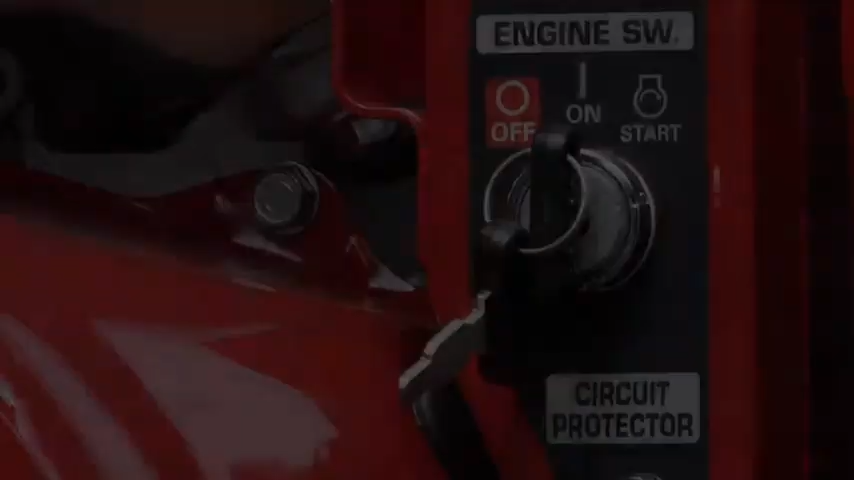 ENGINE SW.
OFF
ON
START
CIRCUIT
PROTECTOR